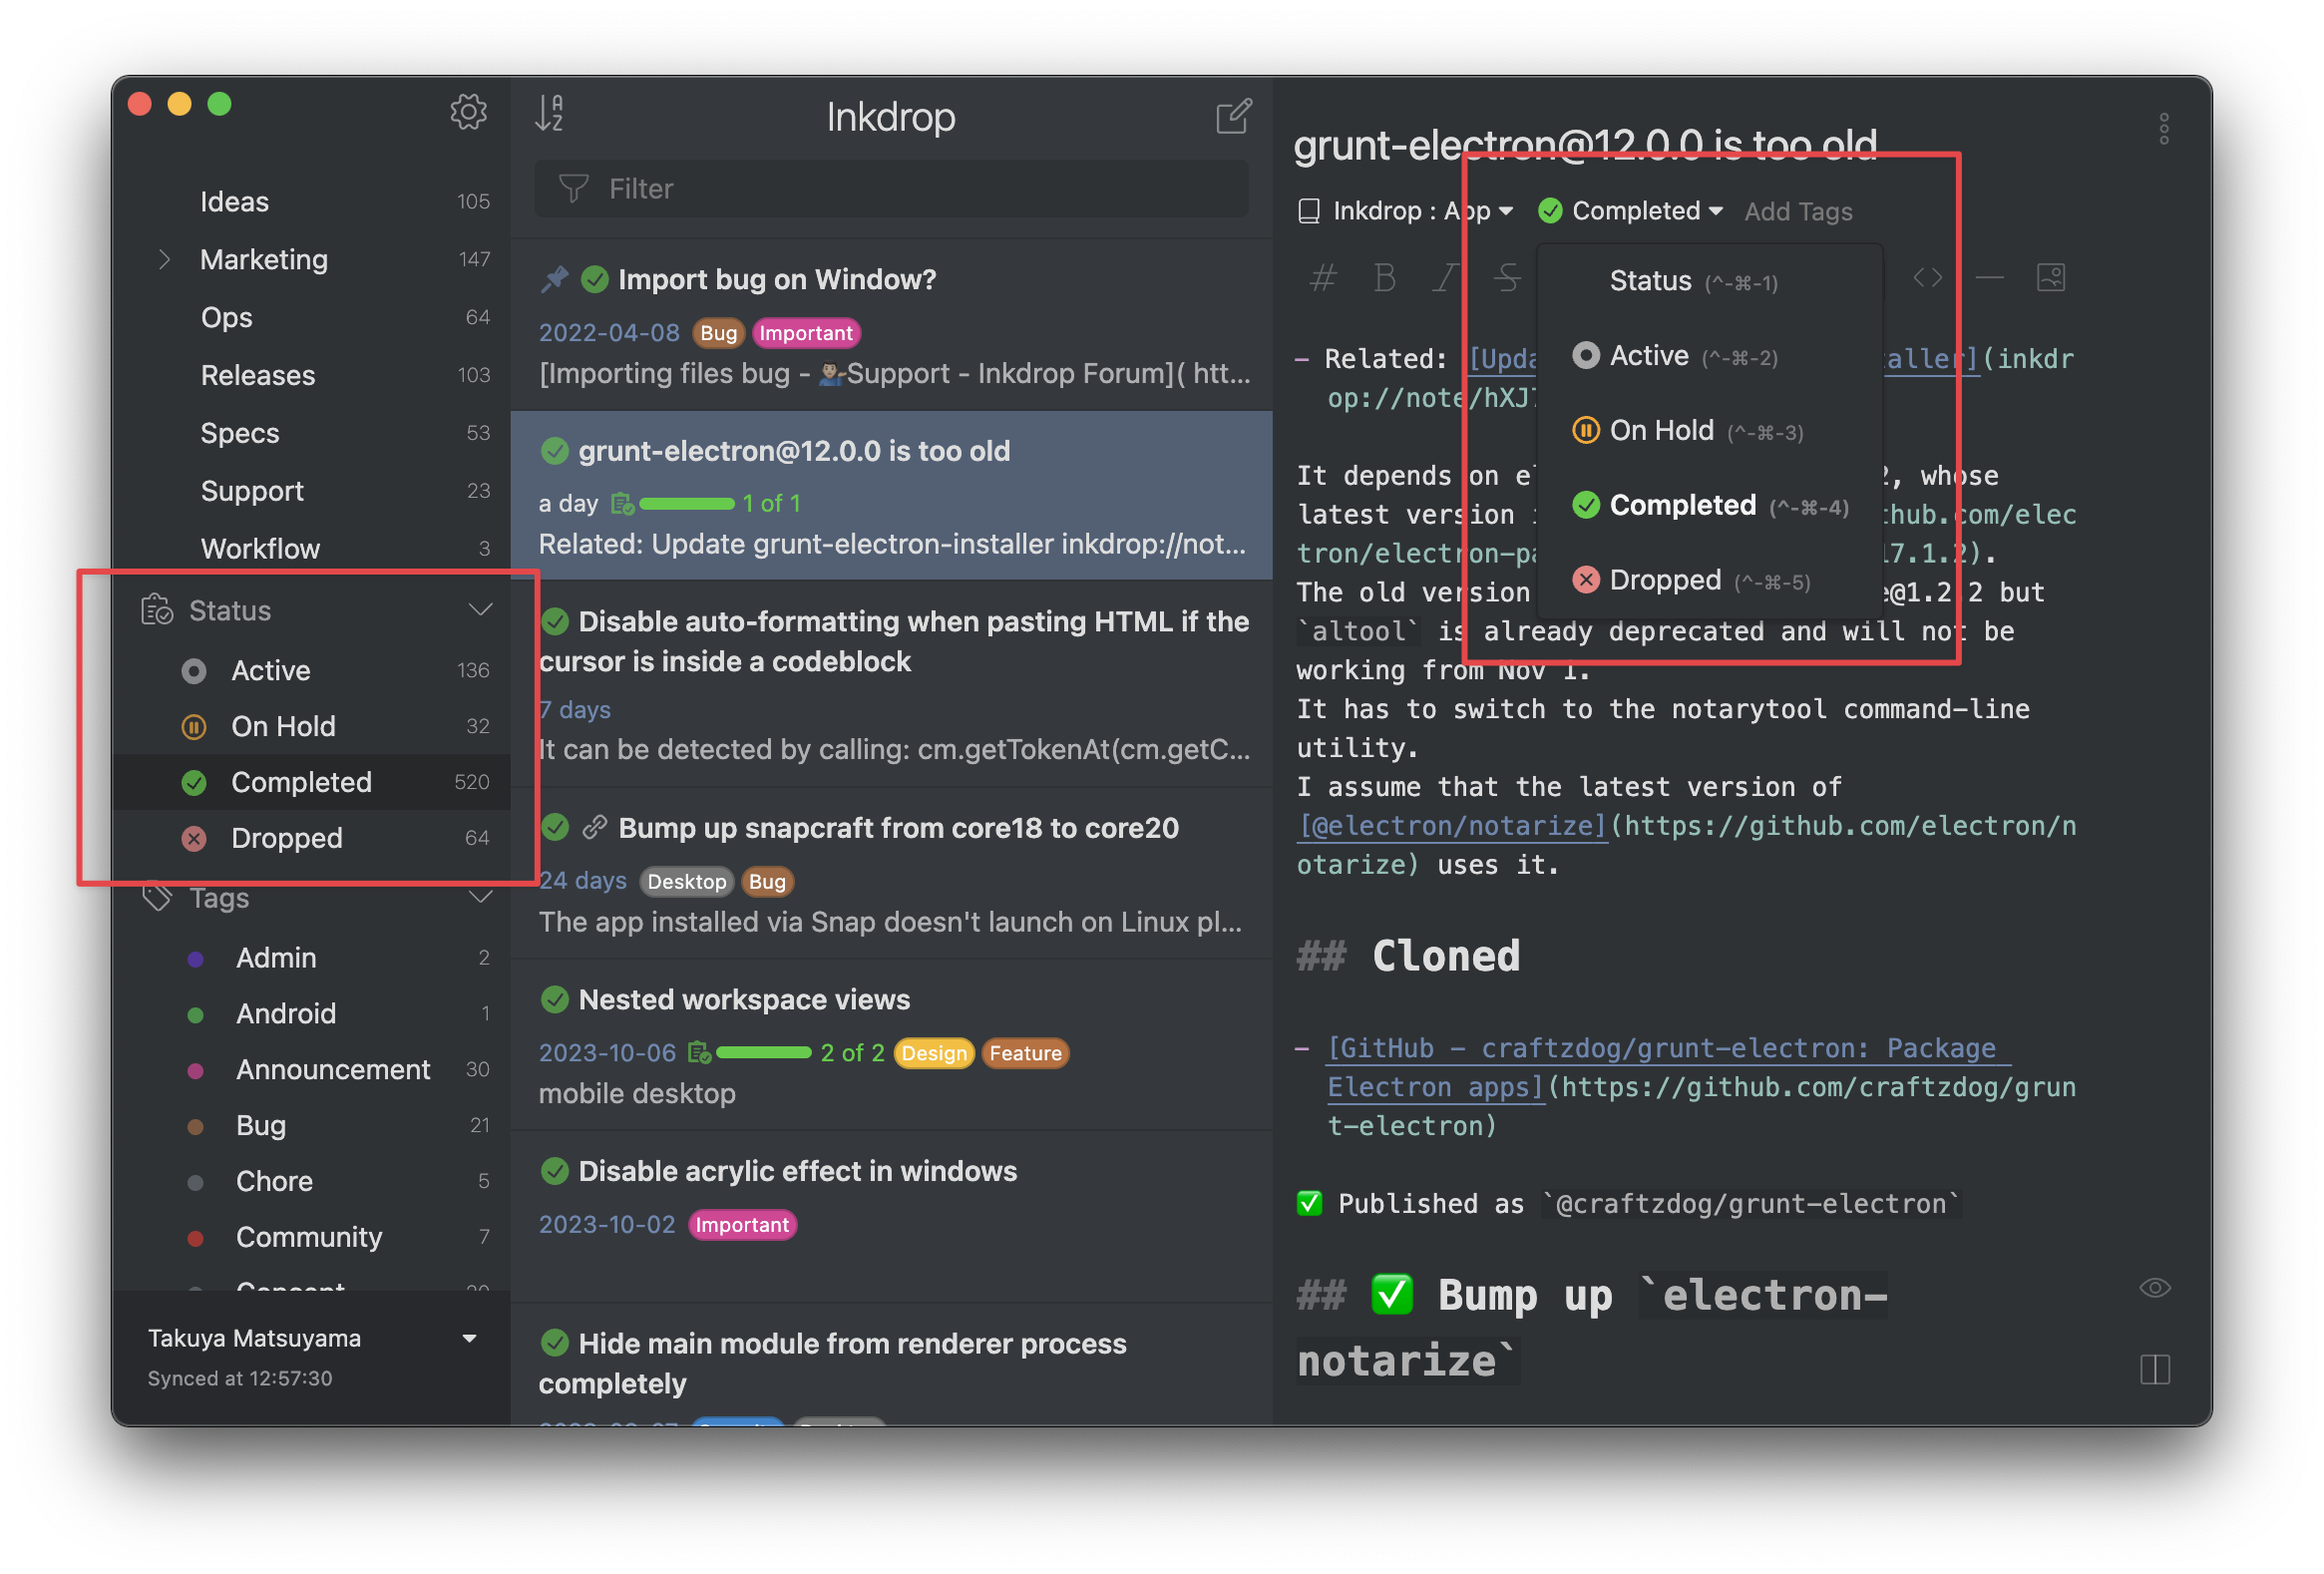 Ideas 105
Marketing 147
Ops 64
Releases 103
Specs 53
Support 23
Workflow 3
Status
Active 136
On Hold 32
Completed 520
Dropped 64
Tags
Admin 2
Android 1
Announcement 30
Bug 21
Chore 5
Community 7
Takuya Matsuyama
Synced at 12:57:30
A
Z
Inkdrop
Filter
Import bug on Window?
2022-04-08 Bug Important
[Importing files bug - 💁🏽‍♂️Support - Inkdrop Forum]( htt...
grunt-electron@12.0.0 is too old
a day 1 of 1
Related: Update grunt-electron-installer inkdrop://not...
Disable auto-formatting when pasting HTML if the
cursor is inside a codeblock
7 days
It can be detected by calling: cm.getTokenAt(cm.getC...
Bump up snapcraft from core18 to core20
24 days Desktop Bug
The app installed via Snap doesn't launch on Linux pl...
Nested workspace views
2023-10-06 2 of 2 Design Feature
mobile desktop
Disable acrylic effect in windows
2023-10-02 Important
Hide main module from renderer process
completely
grunt-electron@12.0.0 is too old
Inkdrop : App Completed Add Tags
# B I S <> —
Status (^-⌘-1)
Active (^-⌘-2)
On Hold (^-⌘-3)
Completed (^-⌘-4)
Dropped (^-⌘-5)
- Related: [Upda aller](inkdr
op://note/hXJ
It depends on e 2, whose
latest version hub.com/elec
tron/electron-pa 17.1.2).
The old version e@1.2.2 but
`altool` is already deprecated and will not be
working from Nov 1.
It has to switch to the notarytool command-line
utility.
I assume that the latest version of
[@electron/notarize](https://github.com/electron/n
otarize) uses it.
## Cloned
- [GitHub - craftzdog/grunt-electron: Package
Electron apps](https://github.com/craftzdog/grun
t-electron)
✅ Published as `@craftzdog/grunt-electron`
## ✅ Bump up `electron-
notarize`